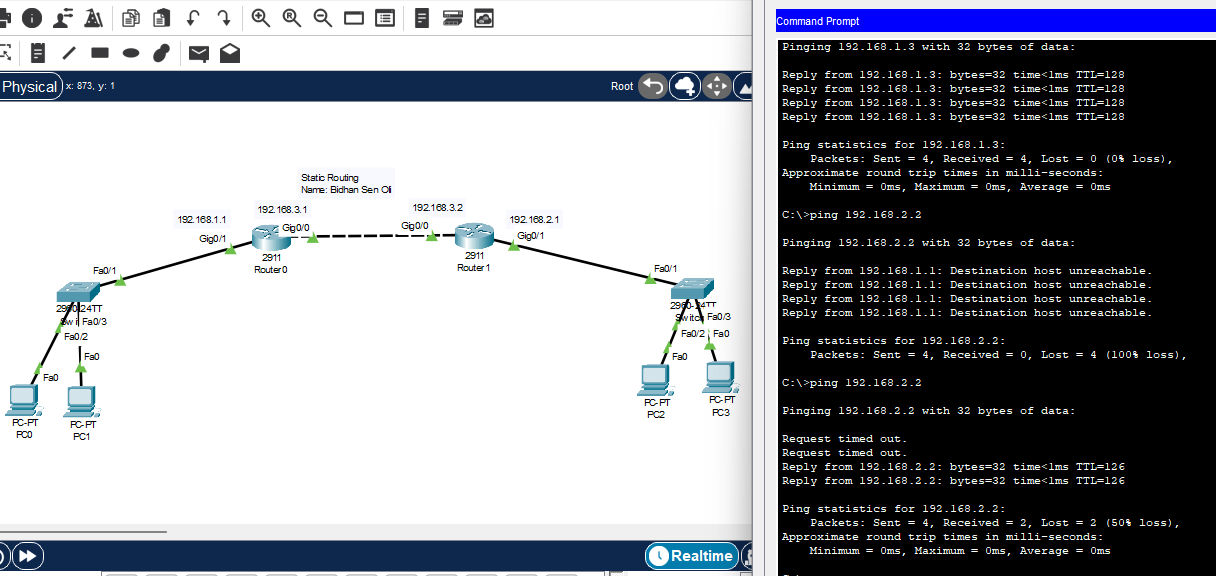 Physical
x: 873, y: 1
Root
Static Routing
Name: Bidhan Sen Oli
192.168.1.1
192.168.3.1
192.168.3.2
192.168.2.1
Gig0/1
Gig0/0
Gig0/0
Gig0/1
2911
Router0
2911
Router1
Fa0/1
2960-24TT
Fa0/3
Fa0/2
Fa0
Fa0
PC-PT
PC0
PC-PT
PC1
Fa0/1
2960-24TT
Switch
Fa0/3
Fa0/2
Fa0
Fa0
PC-PT
PC2
PC-PT
PC3
Realtime
Command Prompt
Pinging 192.168.1.3 with 32 bytes of data:
Reply from 192.168.1.3: bytes=32 time<1ms TTL=128
Reply from 192.168.1.3: bytes=32 time<1ms TTL=128
Reply from 192.168.1.3: bytes=32 time<1ms TTL=128
Reply from 192.168.1.3: bytes=32 time<1ms TTL=128
Ping statistics for 192.168.1.3:
Packets: Sent = 4, Received = 4, Lost = 0 (0% loss),
Approximate round trip times in milli-seconds:
Minimum = 0ms, Maximum = 0ms, Average = 0ms
C:\>ping 192.168.2.2
Pinging 192.168.2.2 with 32 bytes of data:
Reply from 192.168.1.1: Destination host unreachable.
Reply from 192.168.1.1: Destination host unreachable.
Reply from 192.168.1.1: Destination host unreachable.
Reply from 192.168.1.1: Destination host unreachable.
Ping statistics for 192.168.2.2:
Packets: Sent = 4, Received = 0, Lost = 4 (100% loss),
C:\>ping 192.168.2.2
Pinging 192.168.2.2 with 32 bytes of data:
Request timed out.
Request timed out.
Reply from 192.168.2.2: bytes=32 time<1ms TTL=126
Reply from 192.168.2.2: bytes=32 time<1ms TTL=126
Ping statistics for 192.168.2.2:
Packets: Sent = 4, Received = 2, Lost = 2 (50% loss),
Approximate round trip times in milli-seconds:
Minimum = 0ms, Maximum = 0ms, Average = 0ms